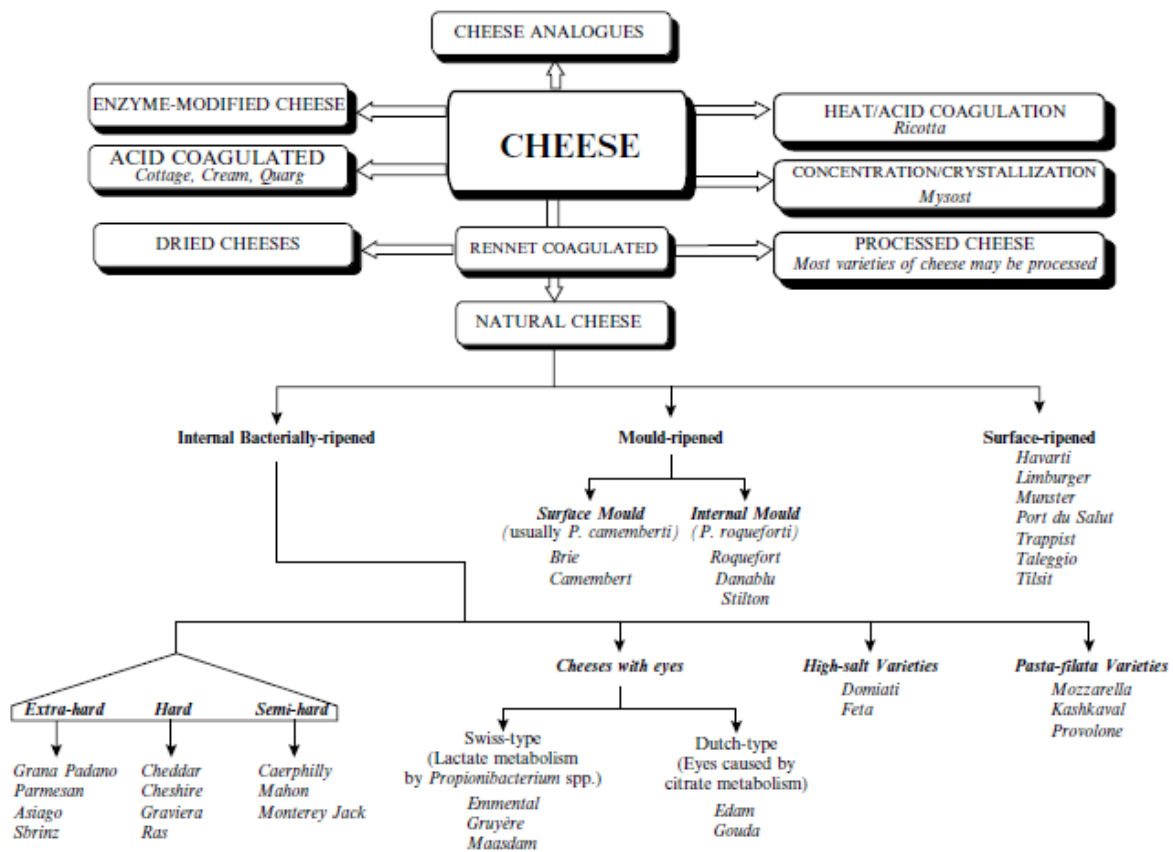 CHEESE ANALOGUES
ENZYME-MODIFIED CHEESE
CHEESE
HEAT/ACID COAGULATION
Ricotta
ACID COAGULATED
Cottage, Cream, Quarg
CONCENTRATION/CRYSTALLIZATION
Mysost
DRIED CHEESES
RENNET COAGULATED
PROCESSED CHEESE
Most varieties of cheese may be processed
NATURAL CHEESE
Internal Bacterially-ripened
Mould-ripened
Surface-ripened
Havarti
Limburger
Munster
Port du Salut
Trappist
Taleggio
Tilsit
Surface Mould
(usually P. camemberti)
Brie
Camembert
Internal Mould
(P. roqueforti)
Roquefort
Danablu
Stilton
Extra-hard
Grana Padano
Parmesan
Asiago
Sbrinz
Hard
Cheddar
Cheshire
Graviera
Ras
Semi-hard
Caerphilly
Mahon
Monterey Jack
Cheeses with eyes
Swiss-type
(Lactate metabolism
by Propionibacterium spp.)
Emmental
Gruyère
Maasdam
Dutch-type
(Eyes caused by
citrate metabolism)
Edam
Gouda
High-salt Varieties
Domiati
Feta
Pasta-filata Varieties
Mozzarella
Kashkaval
Provolone